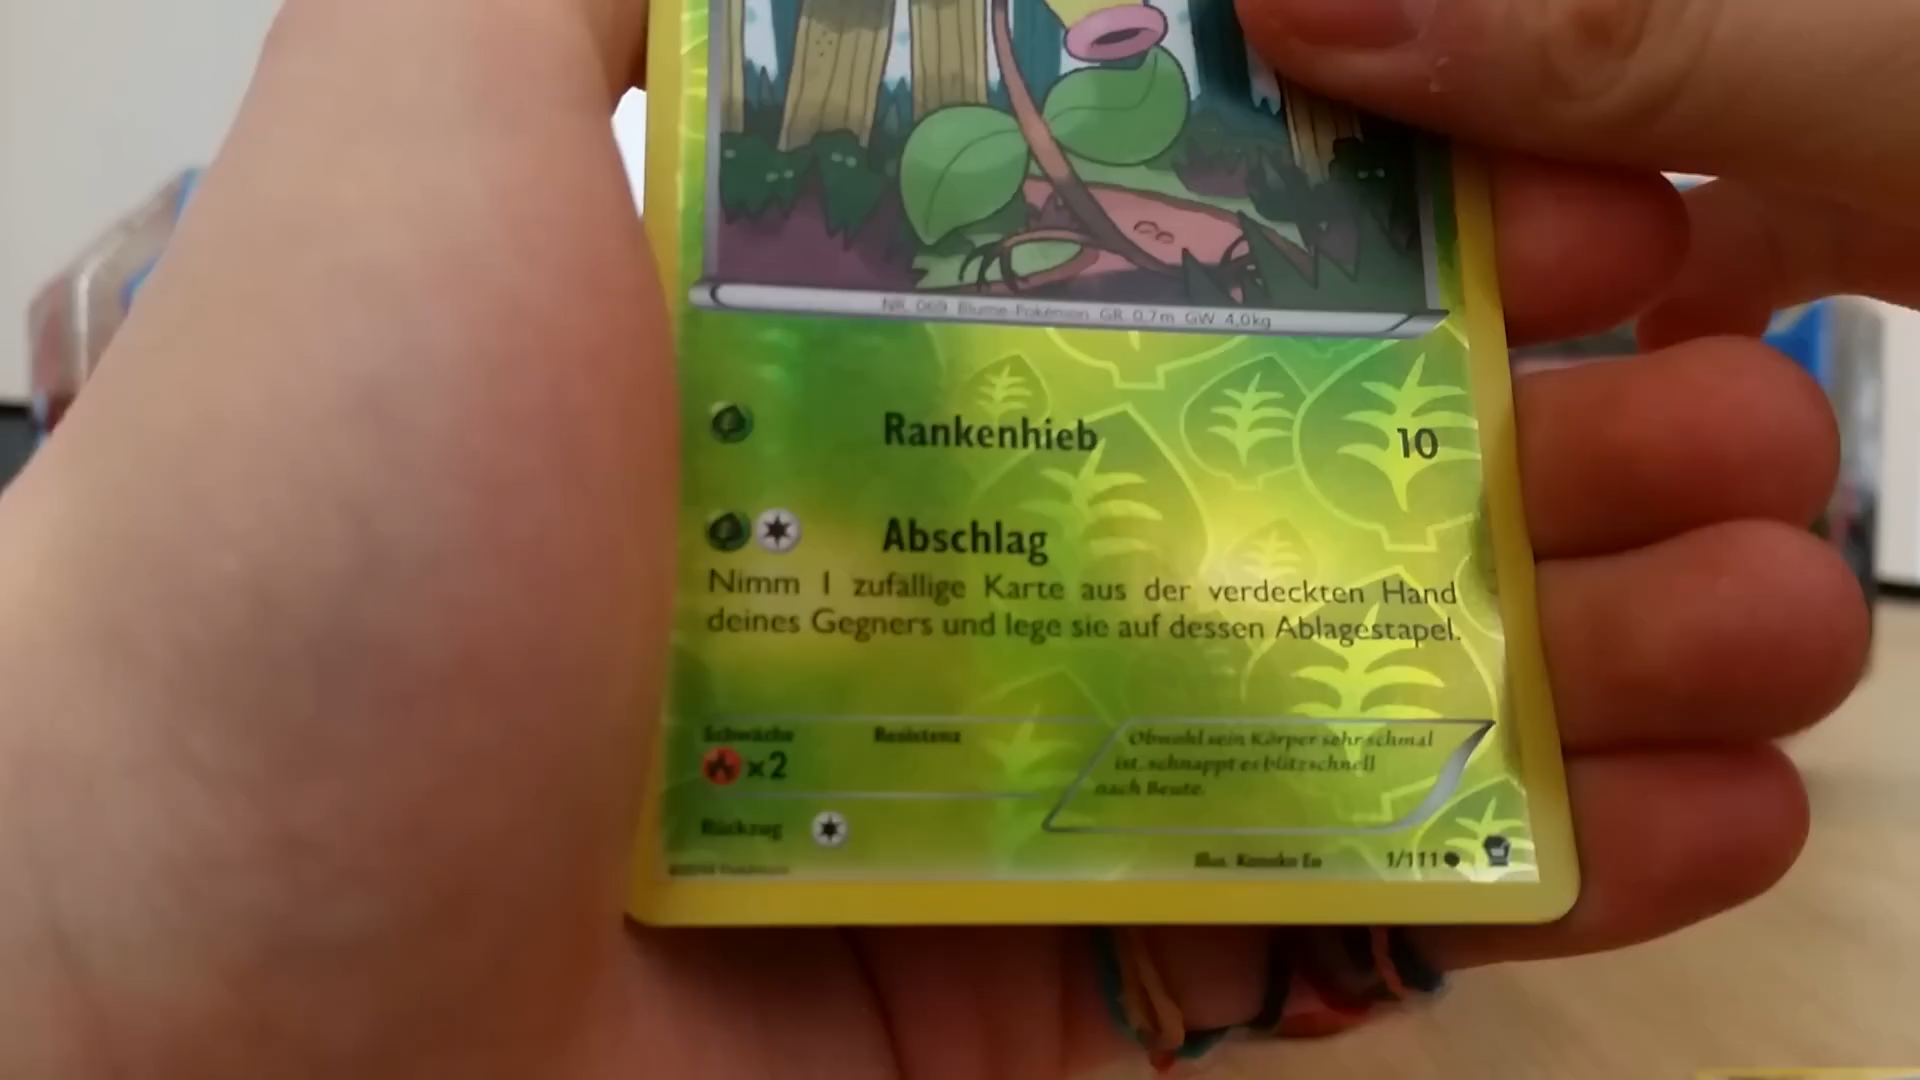 NR. 069 Blume-Pokémon GR. 0,7m GW. 4,0kg
Rankenhieb 10
Abschlag
Nimm 1 zufällige Karte aus der verdeckten Hand
deines Gegners und lege sie auf dessen Ablagestapel.
Schwäche Resistenz
x2
Obwohl sein Körper sehr schmal
ist, schnappt es blitzschnell
nach Beute.
Rückzug
Illus. Kanako Eo 1/111